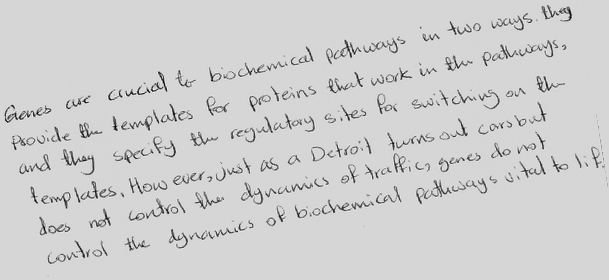 Genes are crucial to biochemical pathways in two ways. they
provide the templates for proteins that work in the pathways,
and they specify the regulatory sites for switching on the
templates. However, just as a Detroit turns out cars but
does not control the dynamics of traffic, genes do not
control the dynamics of biochemical pathways vital to lif